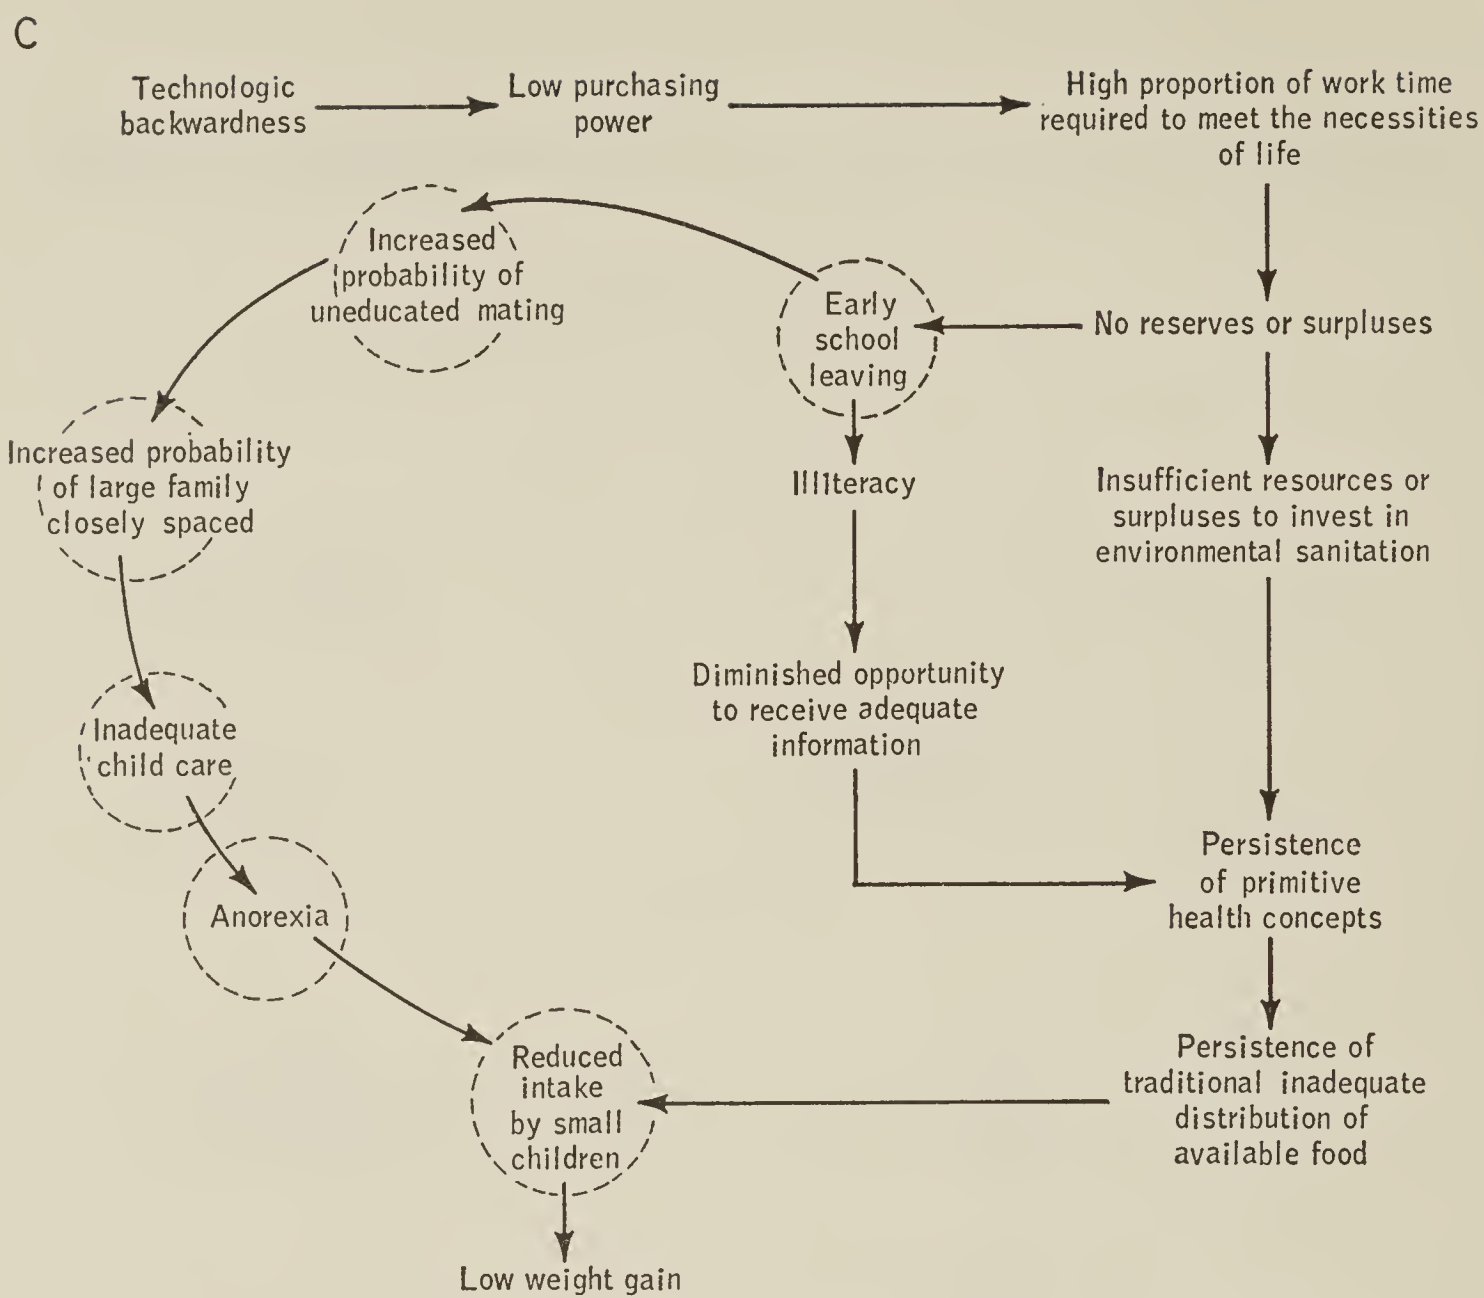 C
Technologic
backwardness
Low purchasing
power
High proportion of work time
required to meet the necessities
of life
Increased
probability of
uneducated mating
Early
school
leaving
No reserves or surpluses
Increased probability
of large family
closely spaced
Illiteracy
Insufficient resources or
surpluses to invest in
environmental sanitation
Diminished opportunity
to receive adequate
information
Inadequate
child care
Persistence
of primitive
health concepts
Anorexia
Reduced
intake
by small
children
Persistence of
traditional inadequate
distribution of
available food
Low weight gain